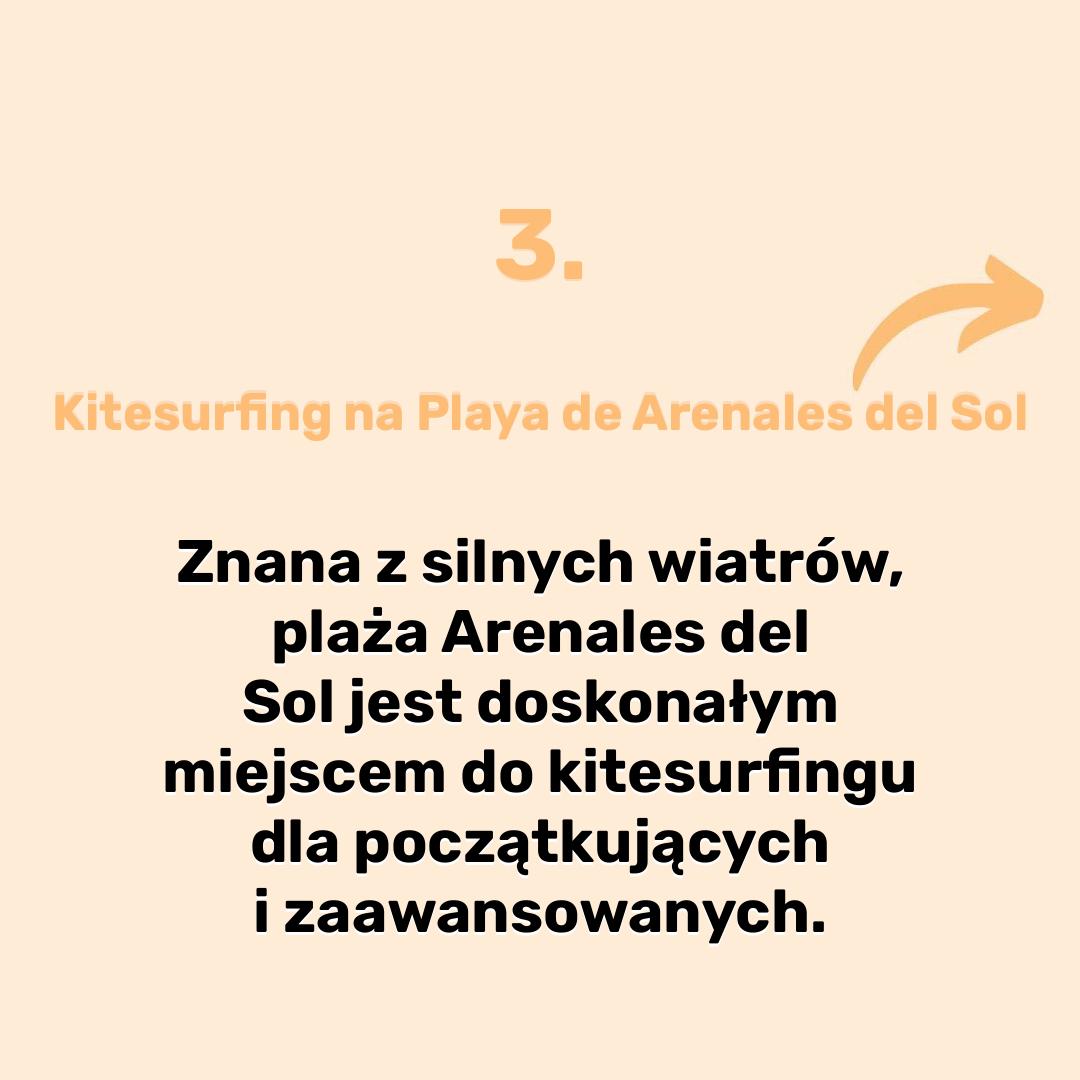 3.
Kitesurfing na Playa de Arenales del Sol
Znana z silnych wiatrów,
plaża Arenales del
Sol jest doskonałym
miejscem do kitesurfingu
dla początkujących
i zaawansowanych.